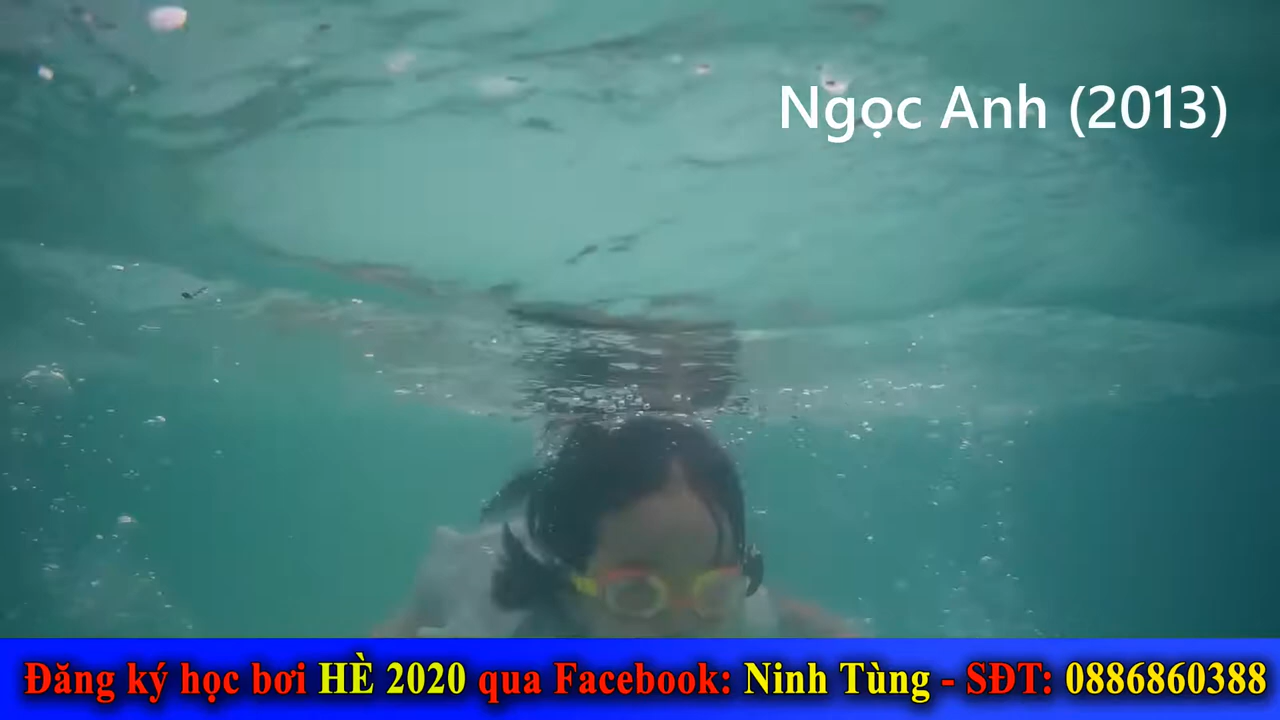 Ngọc Anh (2013)
Đăng ký học bơi HÈ 2020 qua Facebook: Ninh Tùng - SĐT: 0886860388